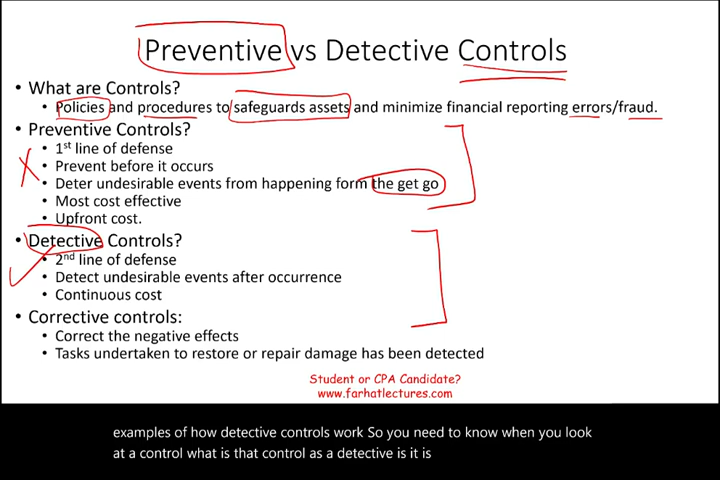 Preventive vs Detective Controls
• What are Controls?
• Policies and procedures to safeguards assets and minimize financial reporting errors/fraud.
• Preventive Controls?
• 1st line of defense
• Prevent before it occurs
• Deter undesirable events from happening form the get go
• Most cost effective
• Upfront cost.
• Detective Controls?
• 2nd line of defense
• Detect undesirable events after occurrence
• Continuous cost
• Corrective controls:
• Correct the negative effects
• Tasks undertaken to restore or repair damage has been detected
Student or CPA Candidate?
www.farhatlectures.com
examples of how detective controls work So you need to know when you look
at a control what is that control as a detective is it is